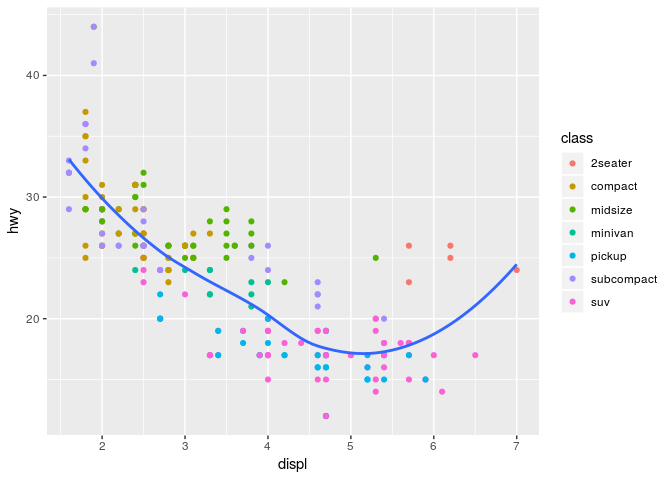 40
30
20
hwy
2 3 4 5 6 7
displ
class
2seater
compact
midsize
minivan
pickup
subcompact
suv